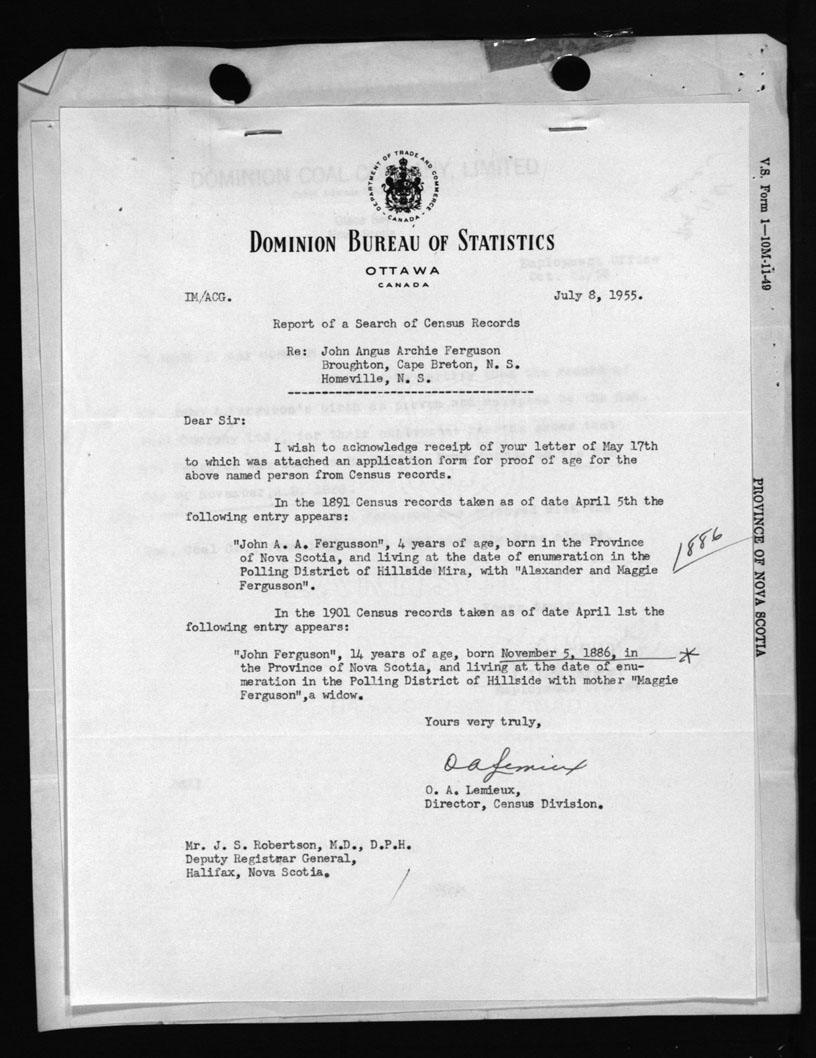 DEPARTMENT OF TRADE AND COMMERCE
- CANADA -
DOMINION BUREAU OF STATISTICS
OTTAWA
CANADA
IM/ACG. July 8, 1955.
Report of a Search of Census Records
Re: John Angus Archie Ferguson
Broughton, Cape Breton, N. S.
Homeville, N. S.
Dear Sir:
I wish to acknowledge receipt of your letter of May 17th
to which was attached an application form for proof of age for the
above named person from Census records.
In the 1891 Census records taken as of date April 5th the
following entry appears:
"John A. A. Fergusson", 4 years of age, born in the Province
of Nova Scotia, and living at the date of enumeration in the
Polling District of Hillside Mira, with "Alexander and Maggie
Fergusson".
1886
In the 1901 Census records taken as of date April 1st the
following entry appears:
"John Ferguson", 14 years of age, born November 5, 1886, in *
the Province of Nova Scotia, and living at the date of enu-
meration in the Polling District of Hillside with mother "Maggie
Ferguson",a widow.
Yours very truly,
O A Lemieux
O. A. Lemieux,
Director, Census Division.
Mr. J. S. Robertson, M.D., D.P.H.
Deputy Registrar General,
Halifax, Nova Scotia.
V.S. Form 1—10M-11-49
PROVINCE OF NOVA SCOTIA
DOMINION COAL COMPANY, LIMITED
Employment Office